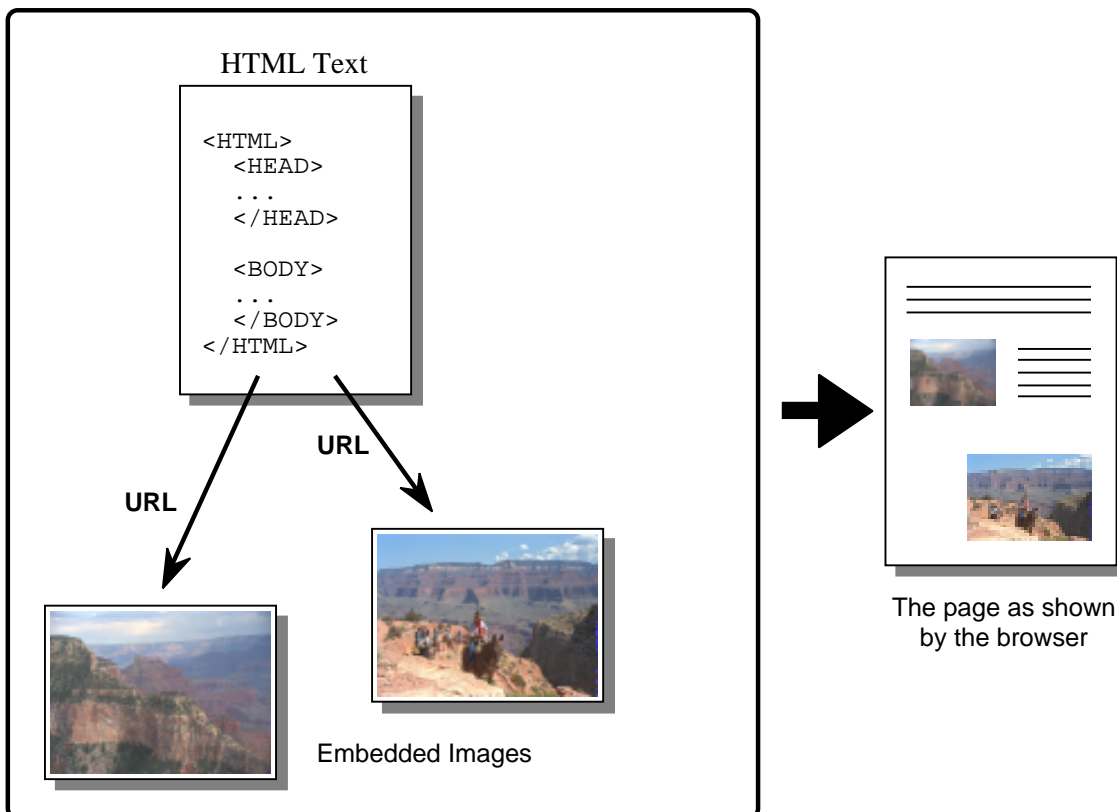 HTML Text
<HTML>
<HEAD>
...
</HEAD>
<BODY>
...
</BODY>
</HTML>
URL
URL
Embedded Images
The page as shown
by the browser